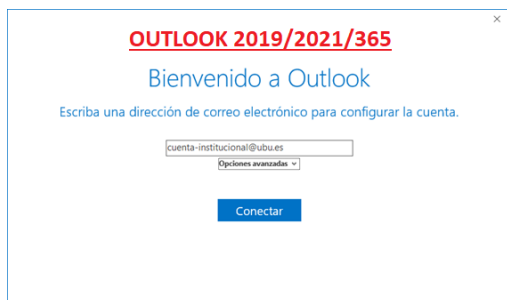 OUTLOOK 2019/2021/365
Bienvenido a Outlook
Escriba una dirección de correo electrónico para configurar la cuenta.
cuenta-institucional@ubu.es
Opciones avanzadas
Conectar